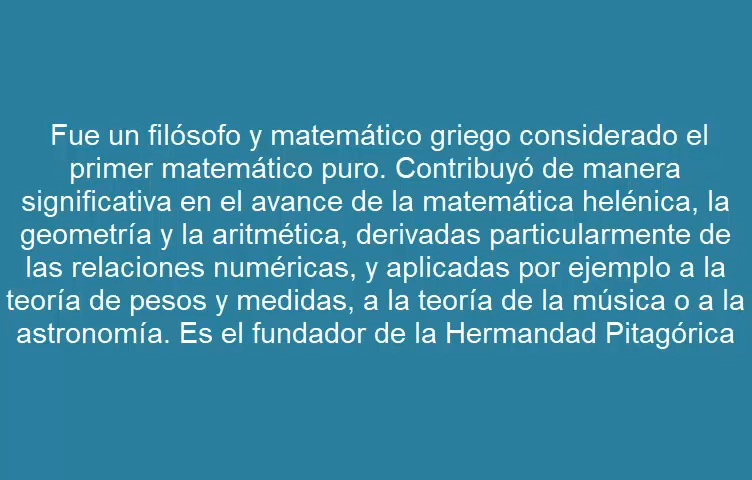 Fue un filósofo y matemático griego considerado el
primer matemático puro. Contribuyó de manera
significativa en el avance de la matemática helénica, la
geometría y la aritmética, derivadas particularmente de
las relaciones numéricas, y aplicadas por ejemplo a la
teoría de pesos y medidas, a la teoría de la música o a la
astronomía. Es el fundador de la Hermandad Pitagórica